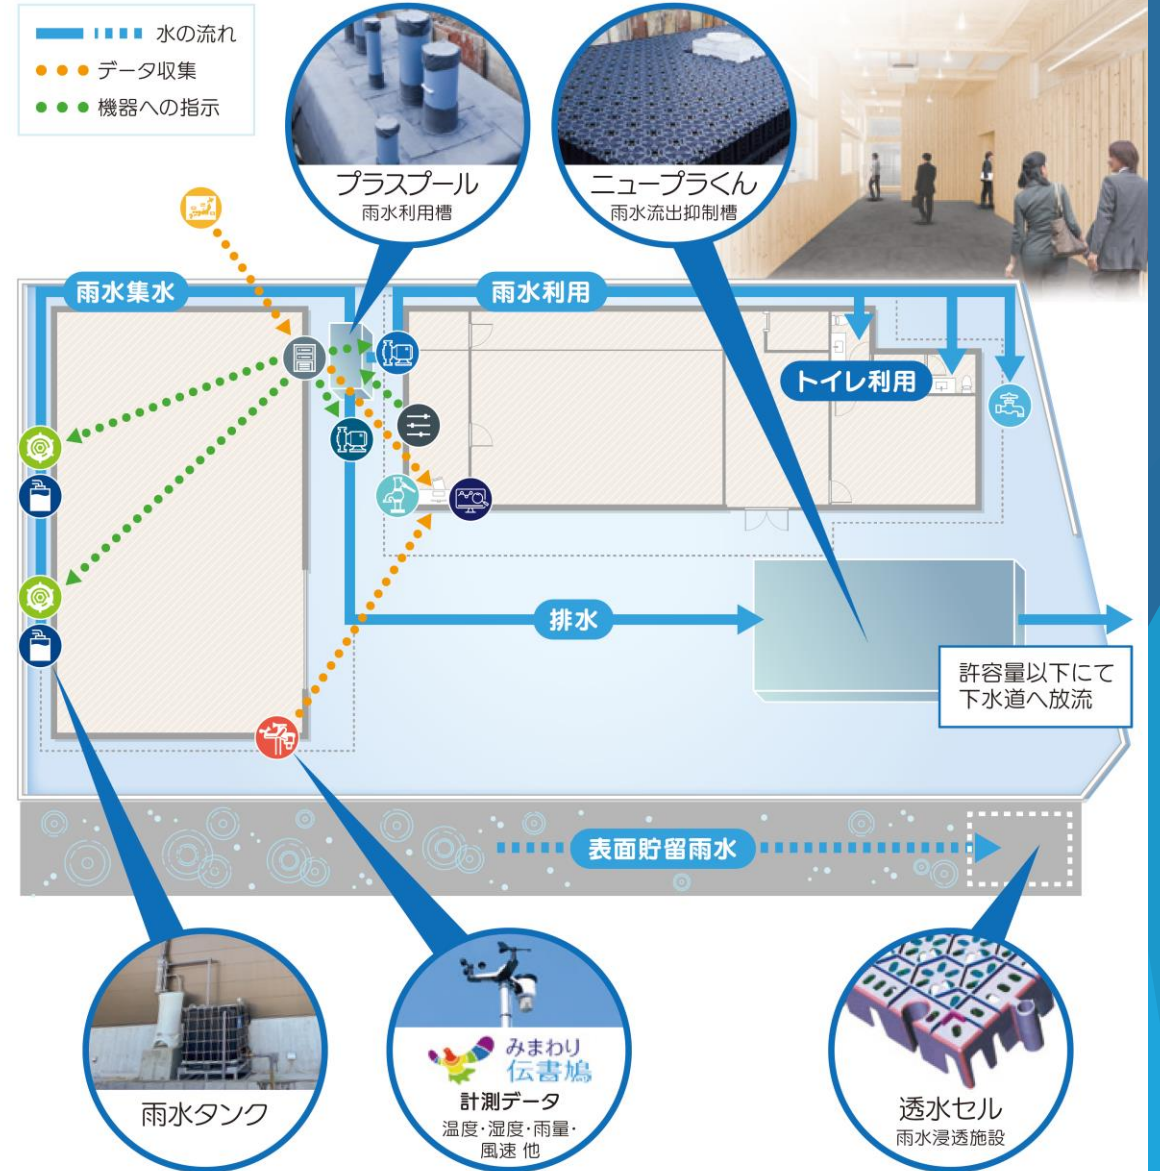 水の流れ
データ収集
機器への指示
プラスプール
雨水利用槽
ニュープラくん
雨水流出抑制槽
雨水集水
雨水利用
トイレ利用
排水
許容量以下にて
下水道へ放流
表面貯留雨水
雨水タンク
みまわり
伝書鳩
計測データ
温度・湿度・雨量・
風速 他
透水セル
雨水浸透施設